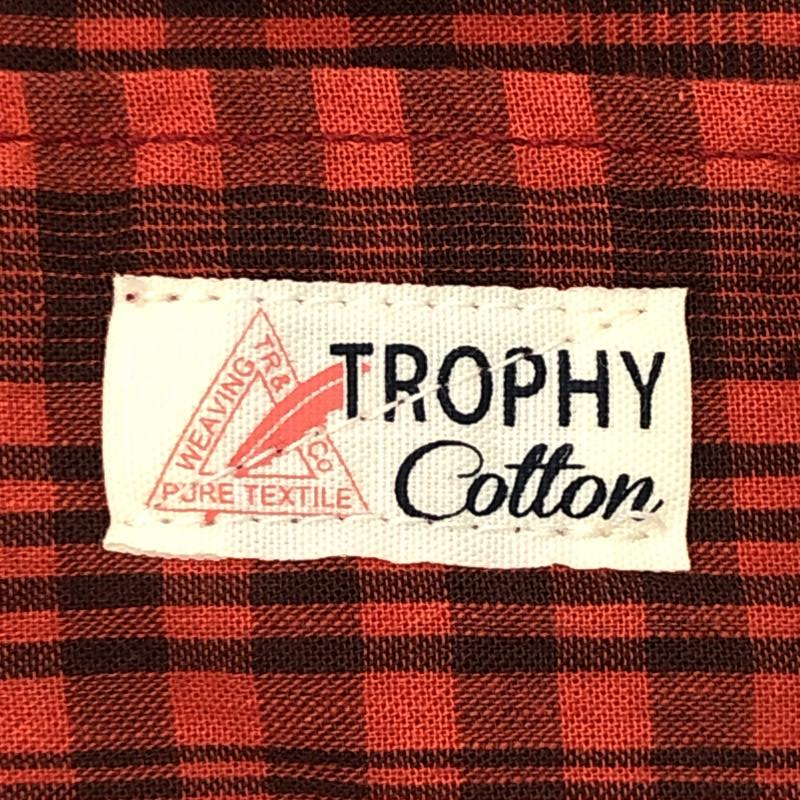 WEAVING
TR&
Co
PURE TEXTILE
TROPHY
Cotton